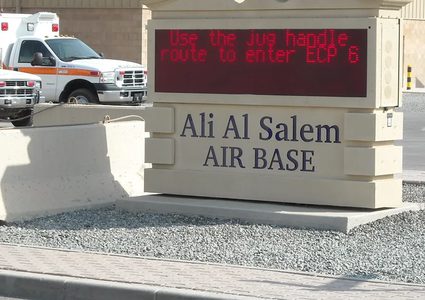 Use the Jug handle
route to enter ECP 6
Ali Al Salem
AIR BASE